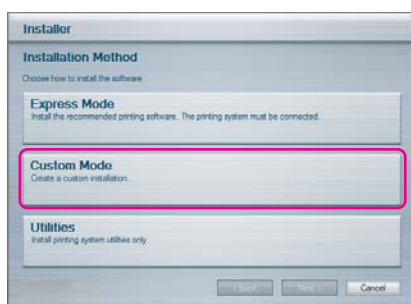 Installer
Installation Method
Choose how to install the software.
Express Mode
Install the recommended printing software. The printing system must be connected.
Custom Mode
Create a custom installation.
Utilities
Install printing system utilities only.
< Back Next > Cancel